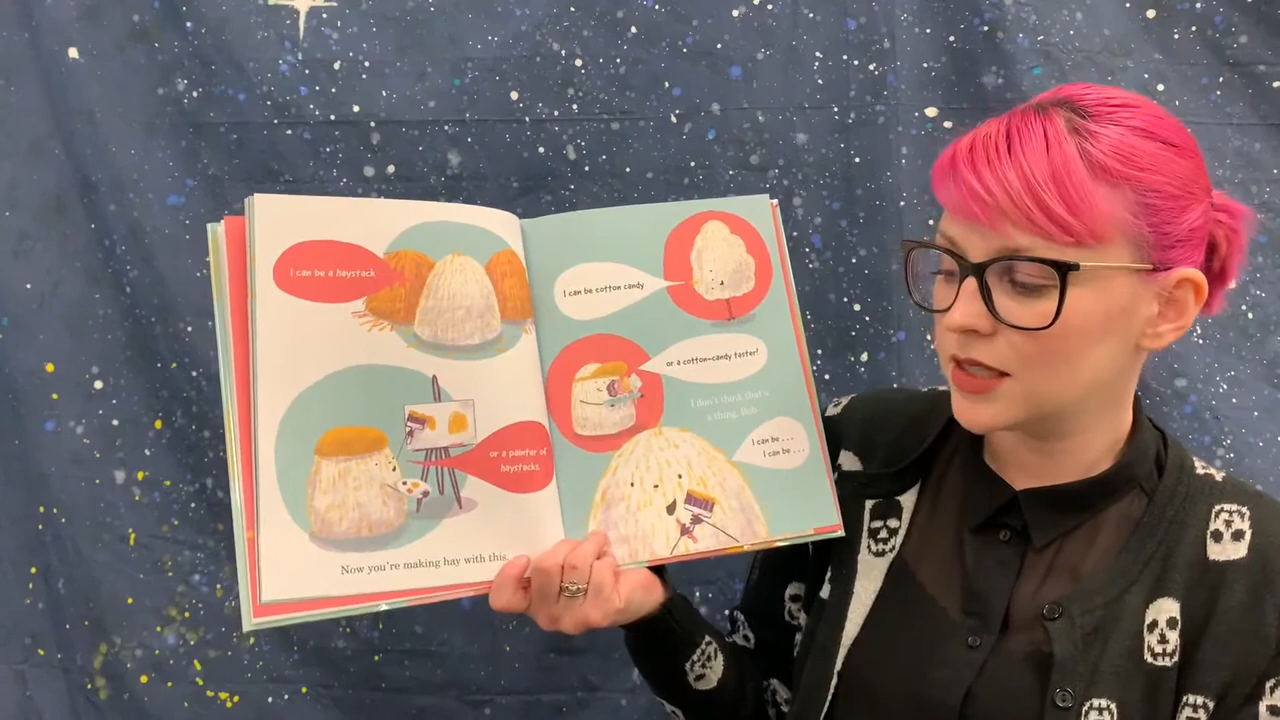 I can be a haystack
or a painter of
haystacks.
Now you're making hay with this.
I can be cotton candy
or a cotton-candy taster!
I don't think that's
a thing, Bob.
I can be ...
I can be ...